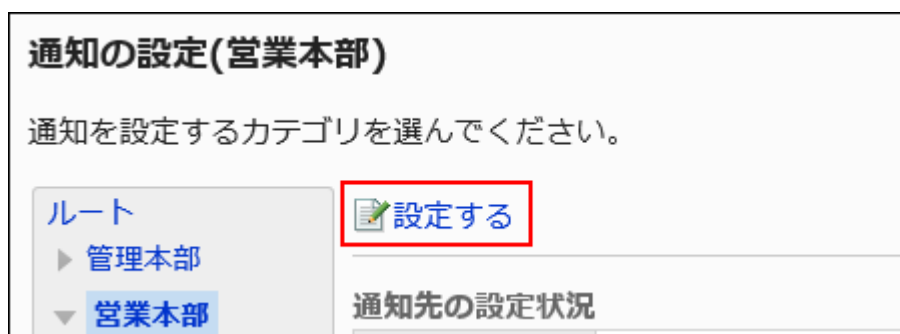 通知の設定(営業本部)
通知を設定するカテゴリを選んでください。
ルート
管理本部
営業本部
設定する
通知先の設定状況